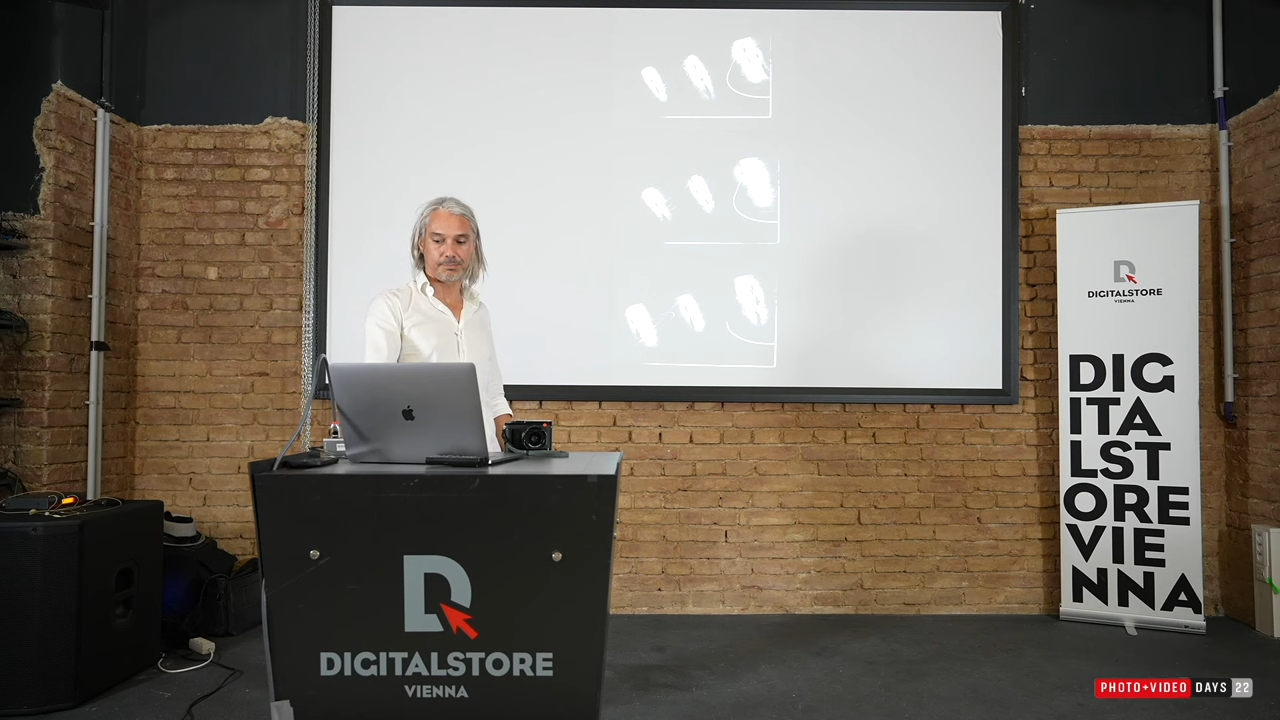 DIGITALSTORE
VIENNA
DIG
ITA
LST
ORE
VIE
NNA
DIGITALSTORE
VIENNA
PHOTO+VIDEO DAYS 22